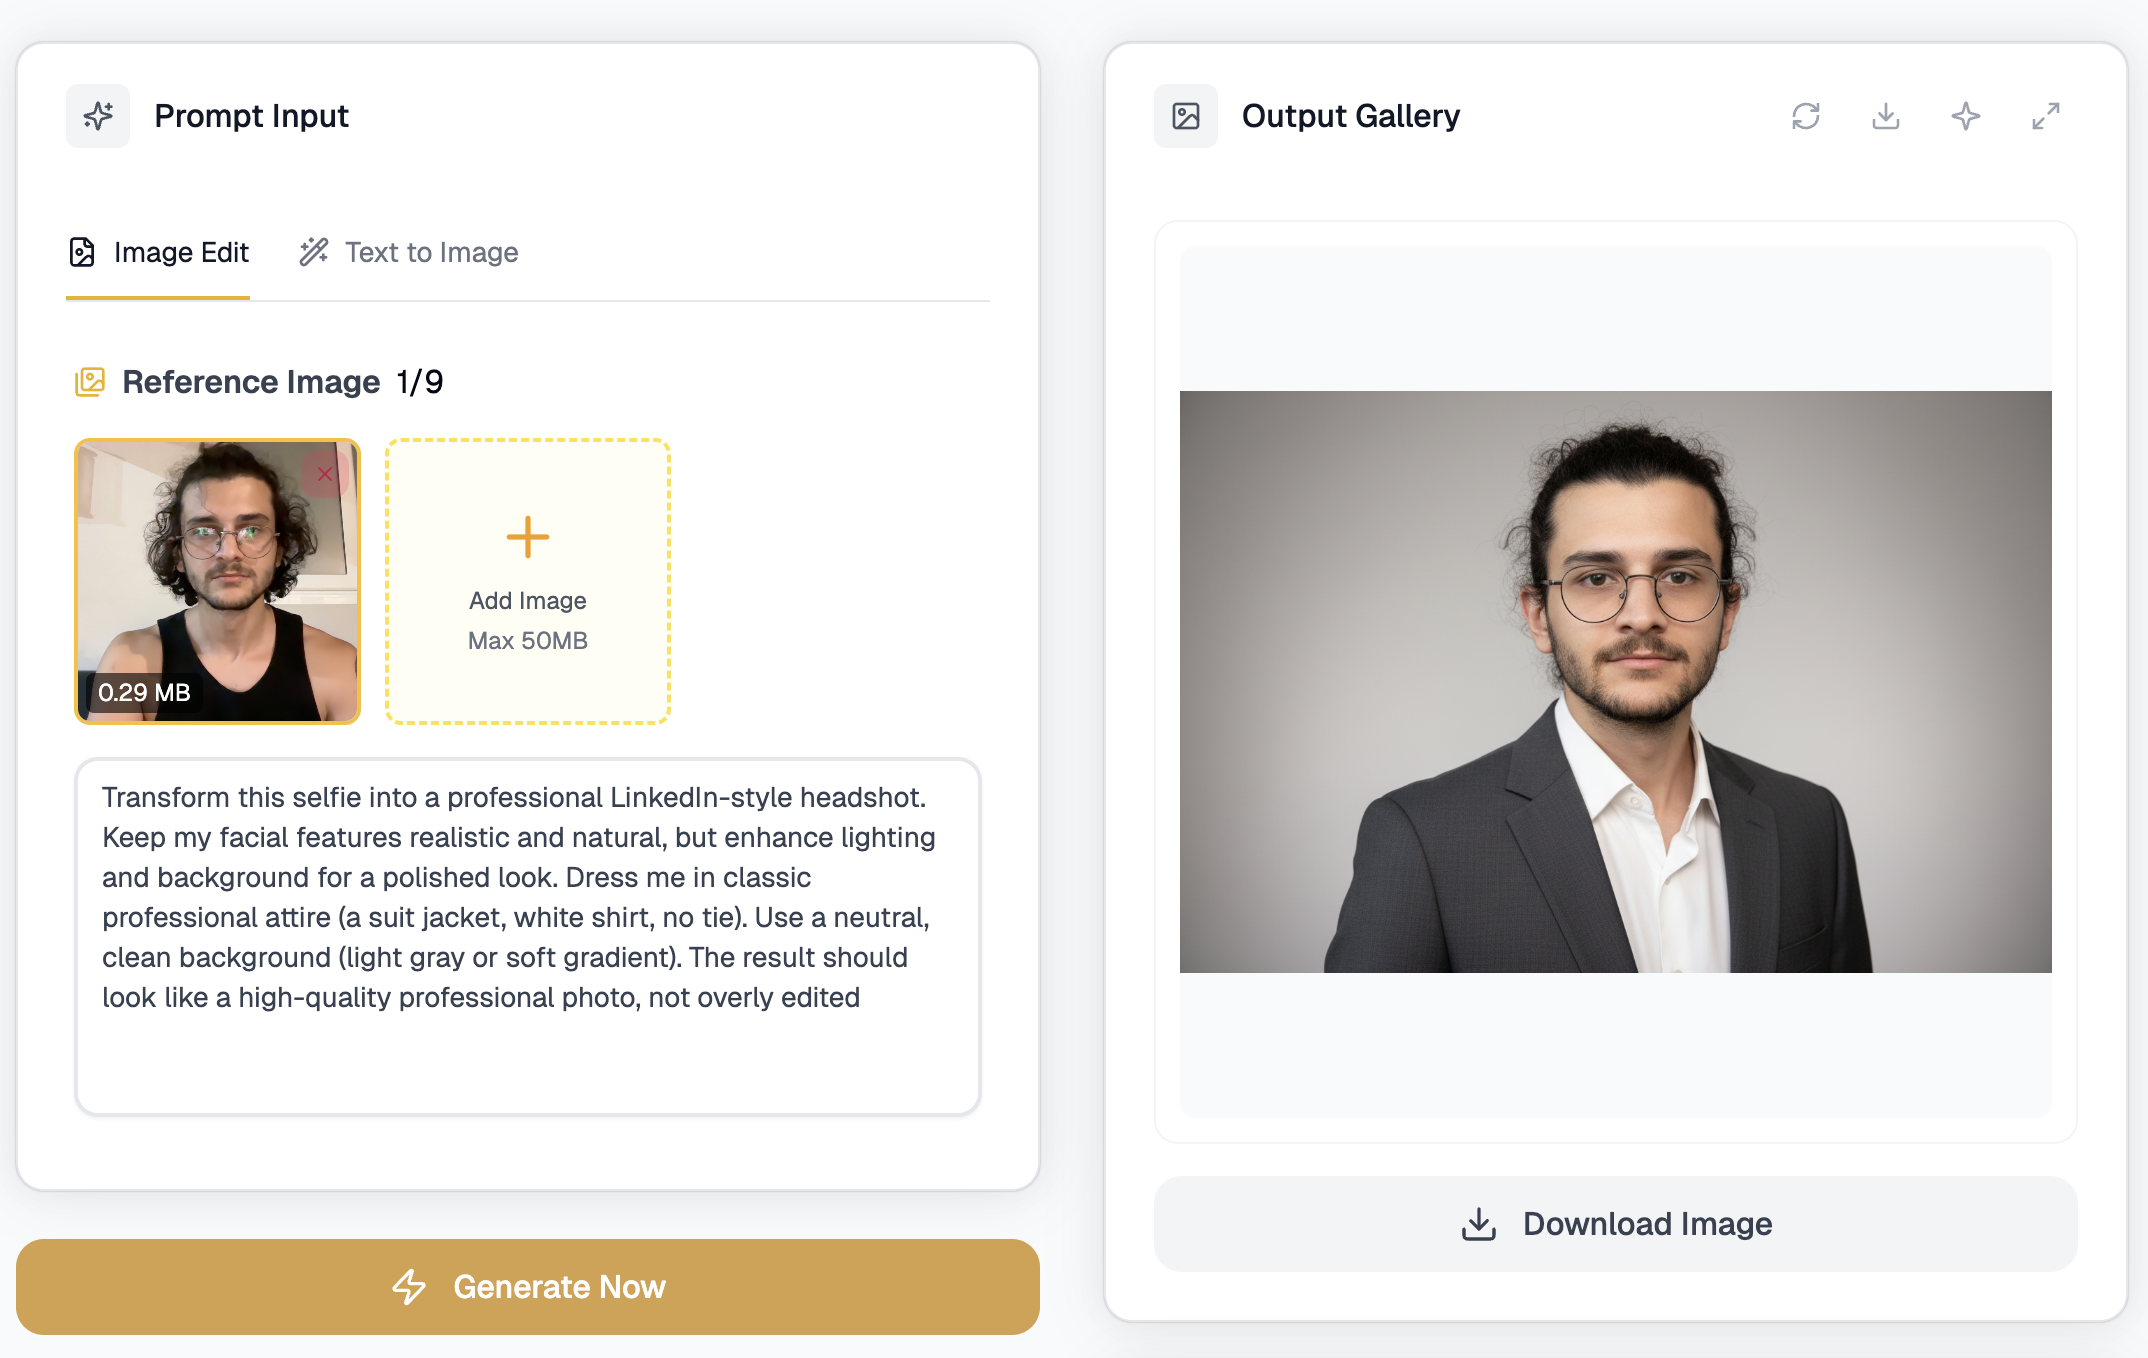 Prompt Input
Image Edit
Text to Image
Reference Image 1/9
0.29 MB
Add Image
Max 50MB
Transform this selfie into a professional LinkedIn-style headshot.
Keep my facial features realistic and natural, but enhance lighting
and background for a polished look. Dress me in classic
professional attire (a suit jacket, white shirt, no tie). Use a neutral,
clean background (light gray or soft gradient). The result should
look like a high-quality professional photo, not overly edited
Generate Now
Output Gallery
Download Image